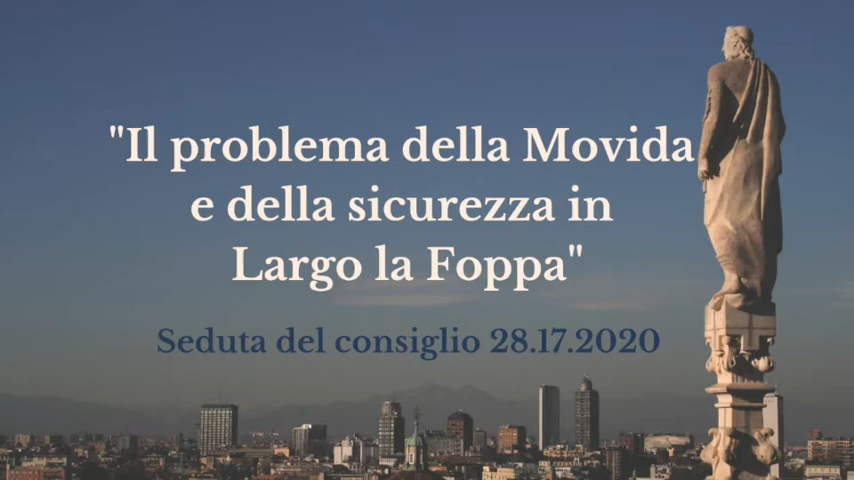 "Il problema della Movida
e della sicurezza in
Largo la Foppa"
Seduta del consiglio 28.17.2020